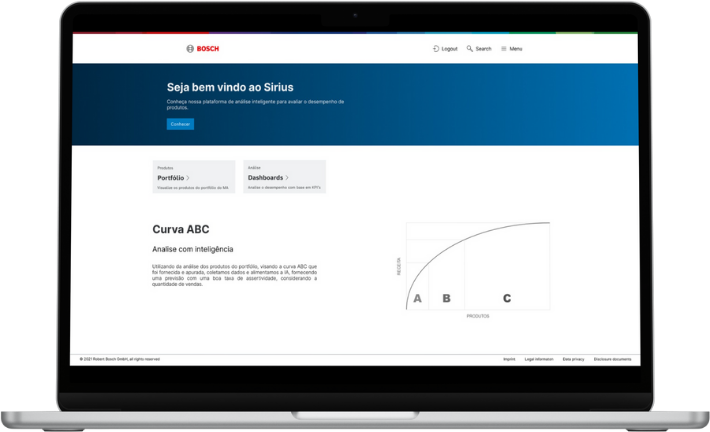 BOSCH
Logout Search Menu
Seja bem vindo ao Sirius
Conheça nossa plataforma de análise inteligente para avaliar o desempenho de
produtos.
Conhecer
Produtos
Portfólio
Visualize os produtos do portfólio da MA
Análise
Dashboards
Avaliar o desempenho com base em
Curva ABC
Analise com inteligência
Utilizando da análise dos produtos do portfólio, visando a curva ABC que
foi fornecida e apurada, coletamos dados e alimentamos a IA, fornecendo
uma previsão com uma boa taxa de assertividade, considerando a
quantidade de vendas.
RECEITA
A B C
PRODUTOS
© 2021 Robert Bosch GmbH, all rights reserved
Imprint Legal information Data privacy Disclosure documents